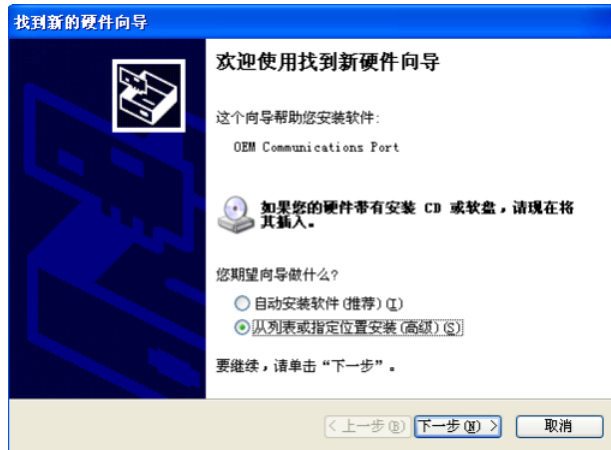 找到新的硬件向导
欢迎使用找到新硬件向导
这个向导帮助您安装软件:
OEM Communications Port
如果您的硬件带有安装 CD 或软盘，请现在将
其插入。
您期望向导做什么?
自动安装软件(推荐)(I)
从列表或指定位置安装(高级)(S)
要继续，请单击“下一步”。
< 上一步(B) 下一步(N) > 取消